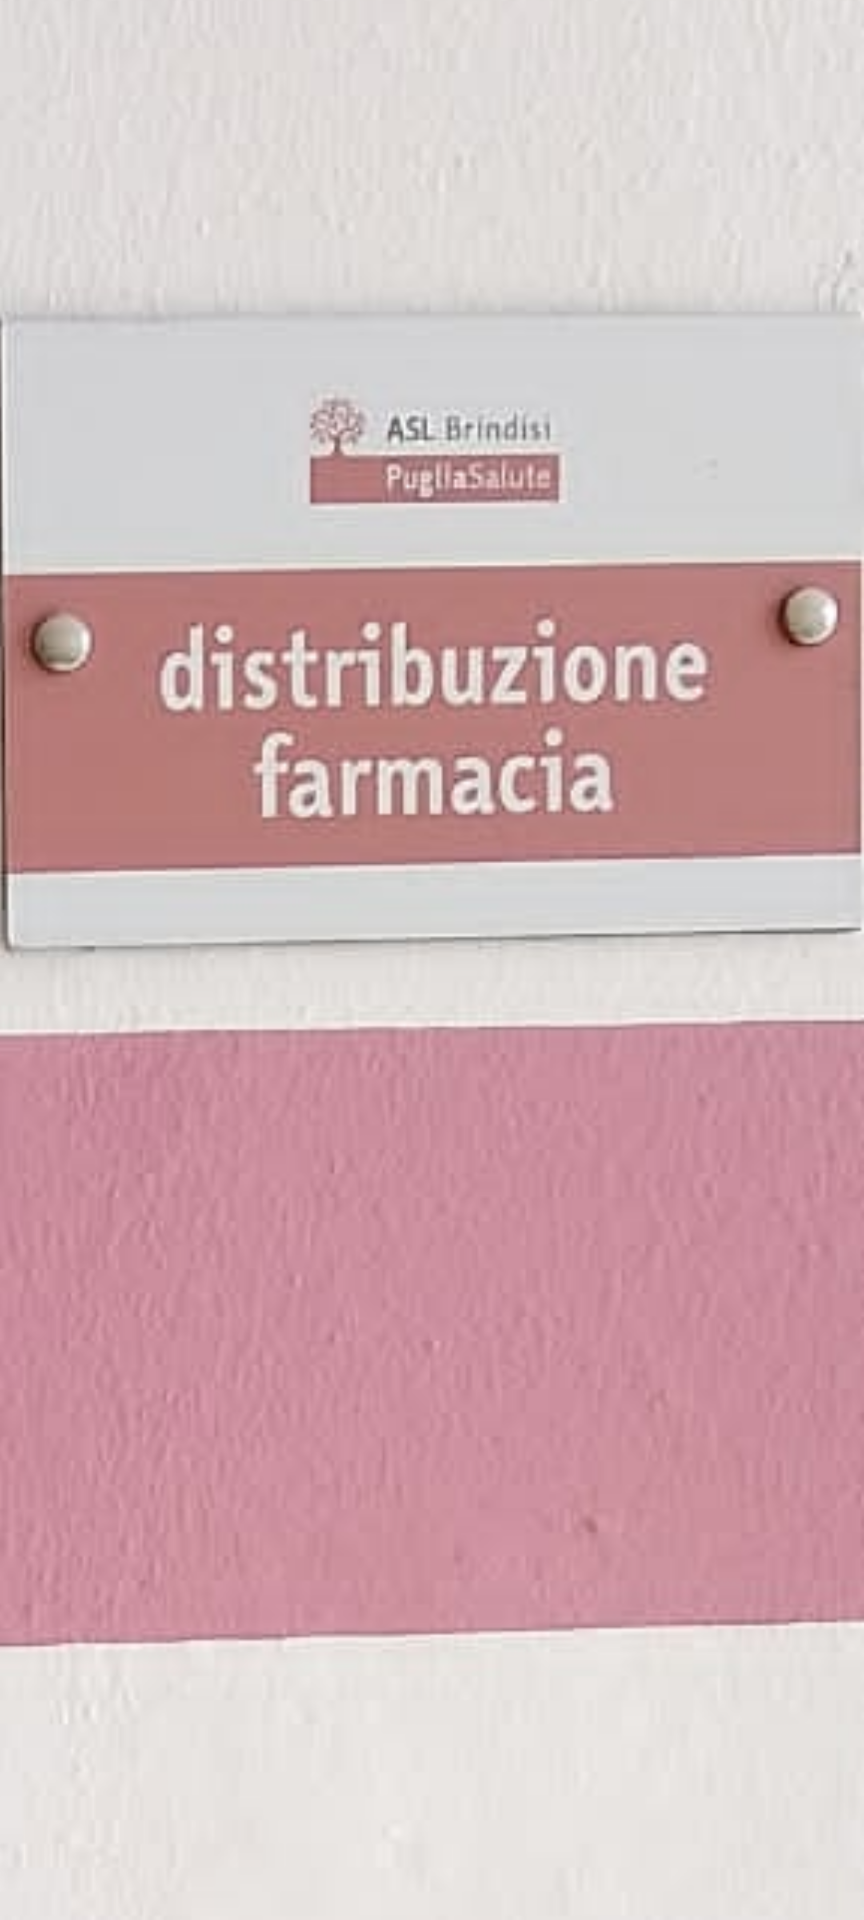 ASL Brindisi
PugliaSalute
distribuzione
farmacia